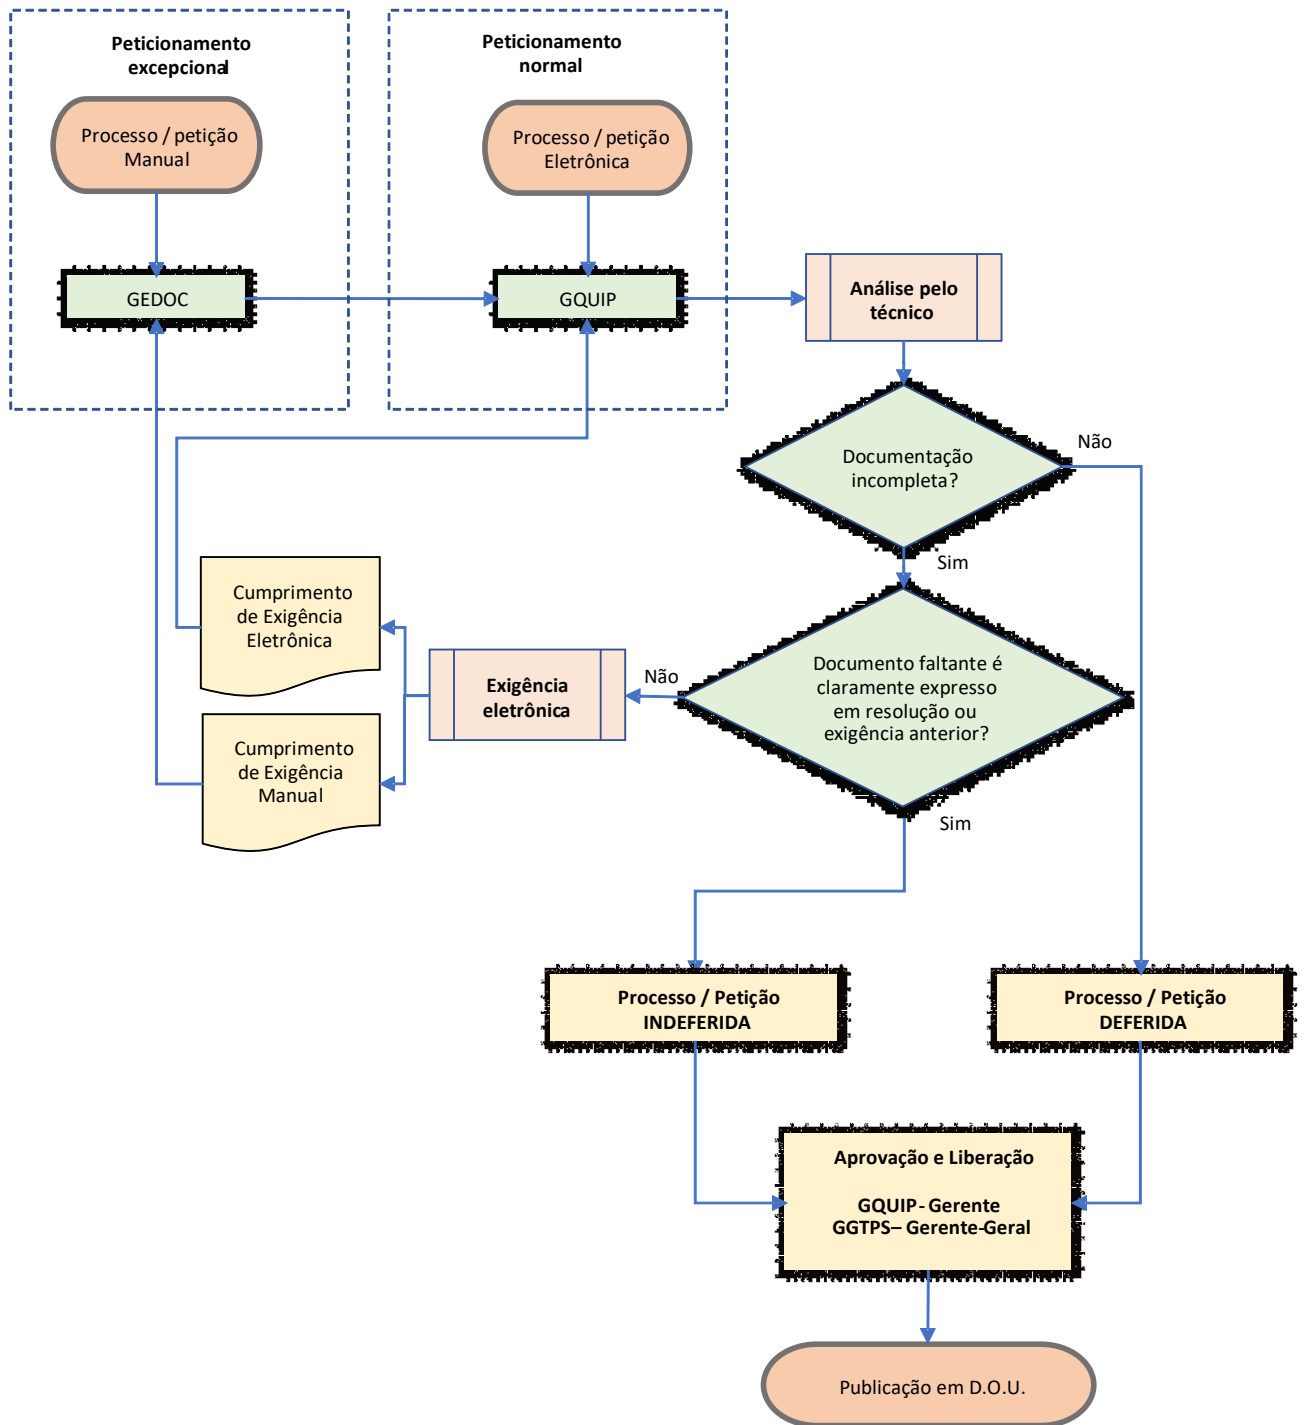 Peticionamento
excepcional
Peticionamento
normal
Processo / petição
Manual
Processo / petição
Eletrônica
GEDOC
GQUIP
Análise pelo
técnico
Documentação
incompleta?
Não
Sim
Cumprimento
de Exigência
Eletrônica
Exigência
eletrônica
Não
Documento faltante é
claramente expresso
em resolução ou
exigência anterior?
Cumprimento
de Exigência
Manual
Sim
Processo / Petição
INDEFERIDA
Processo / Petição
DEFERIDA
Aprovação e Liberação
GQUIP- Gerente
GGTPS– Gerente-Geral
Publicação em D.O.U.